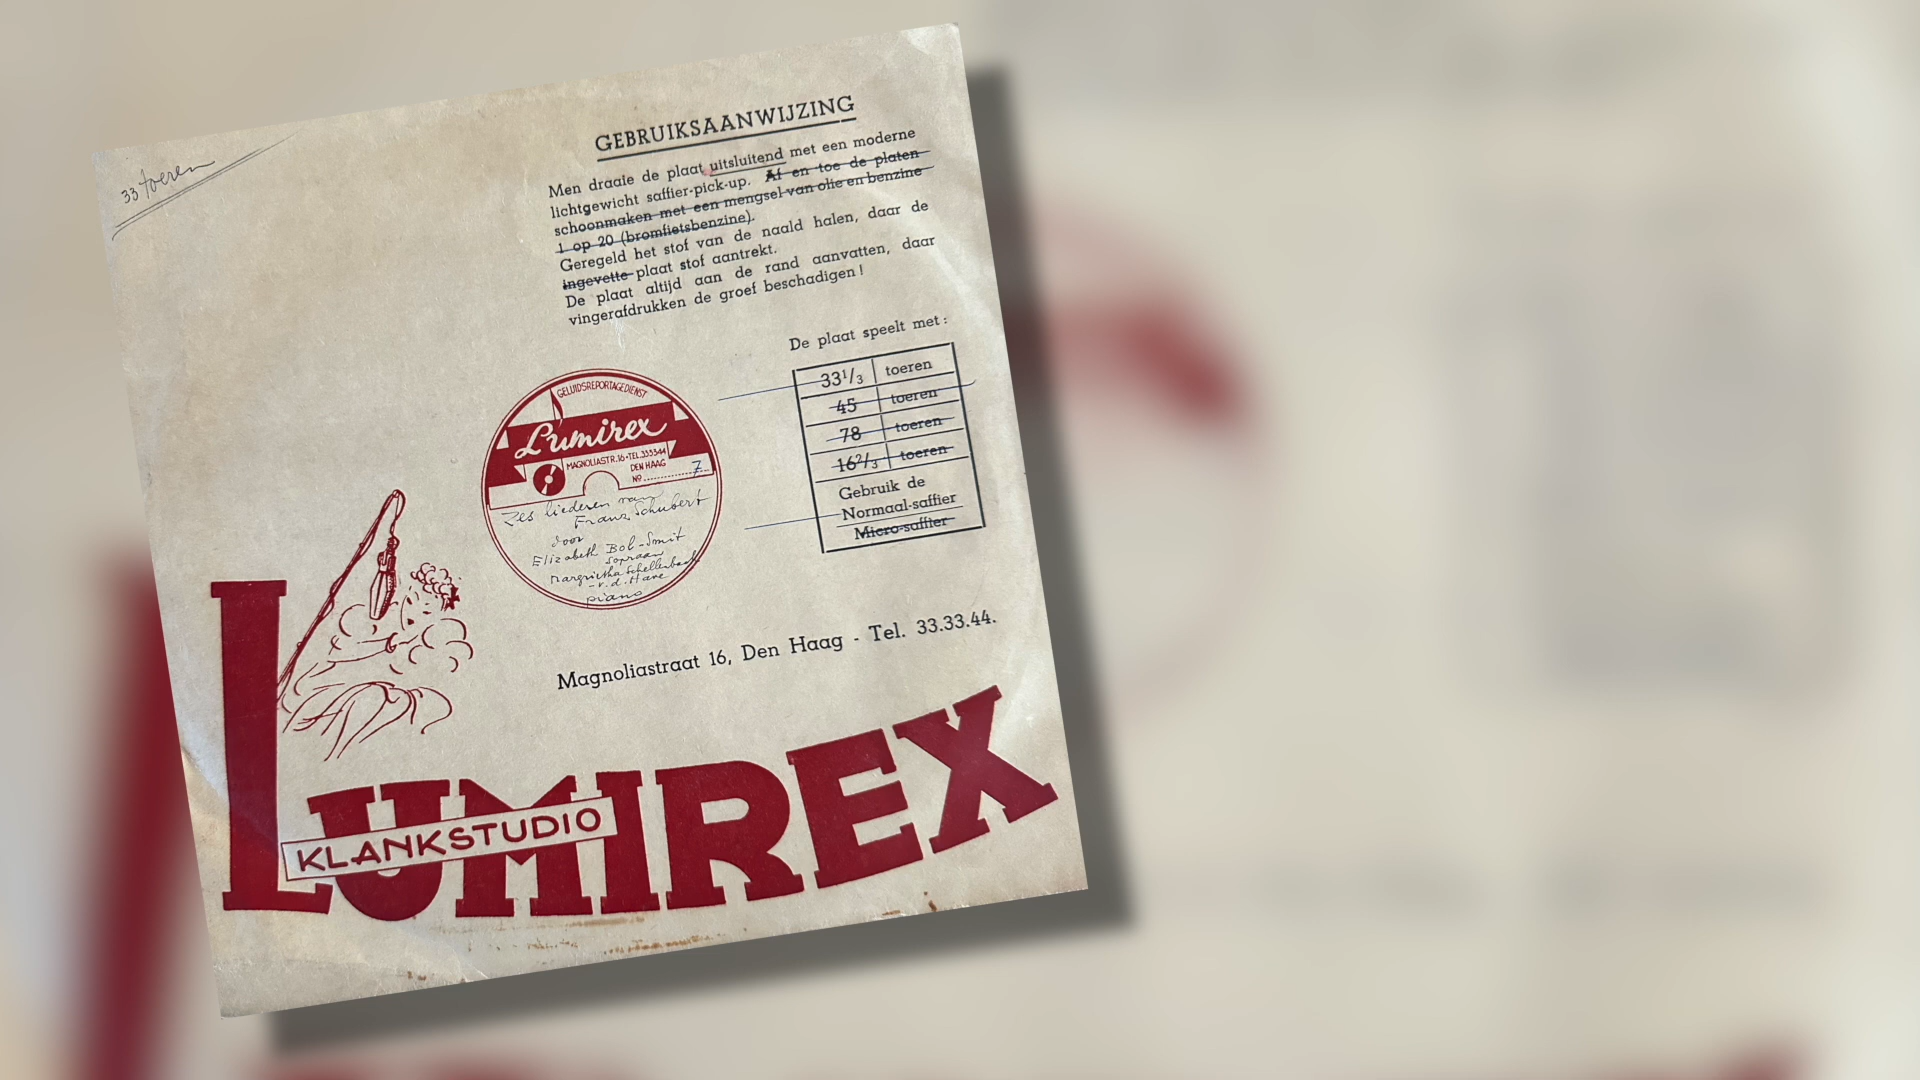 33 toeren
GEBRUIKSAANWIJZING
Men draaie de plaat uitsluitend met een moderne
lichtgewicht saffier-pick-up. Af en toe de platen
schoonmaken met een mengsel van olie en benzine
1 op 20 (bromfietsbenzine).
Geregeld het stof van de naald halen, daar de
ingevette plaat stof aantrekt.
De plaat altijd aan de rand aanvatten, daar
vingerafdrukken de groef beschadigen!
De plaat speelt met:
33¹/₃ toeren
45 toeren
78 toeren
16²/₃ toeren
Gebruik de
Normaal-saffier
Micro-saffier
GELUIDSREPORTAGEDIENST
Lumirex
MAGNOLIASTR. 16 • TEL. 333344
DEN HAAG
No ............ 7
Zes liederen van
Franz Schubert
door
Elizabeth Bol-Smit
sopraan
Margrietha Schellenbach
-v.d. Have
piano
Magnoliastraat 16, Den Haag - Tel. 33.33.44.
LUMIREX
KLANKSTUDIO